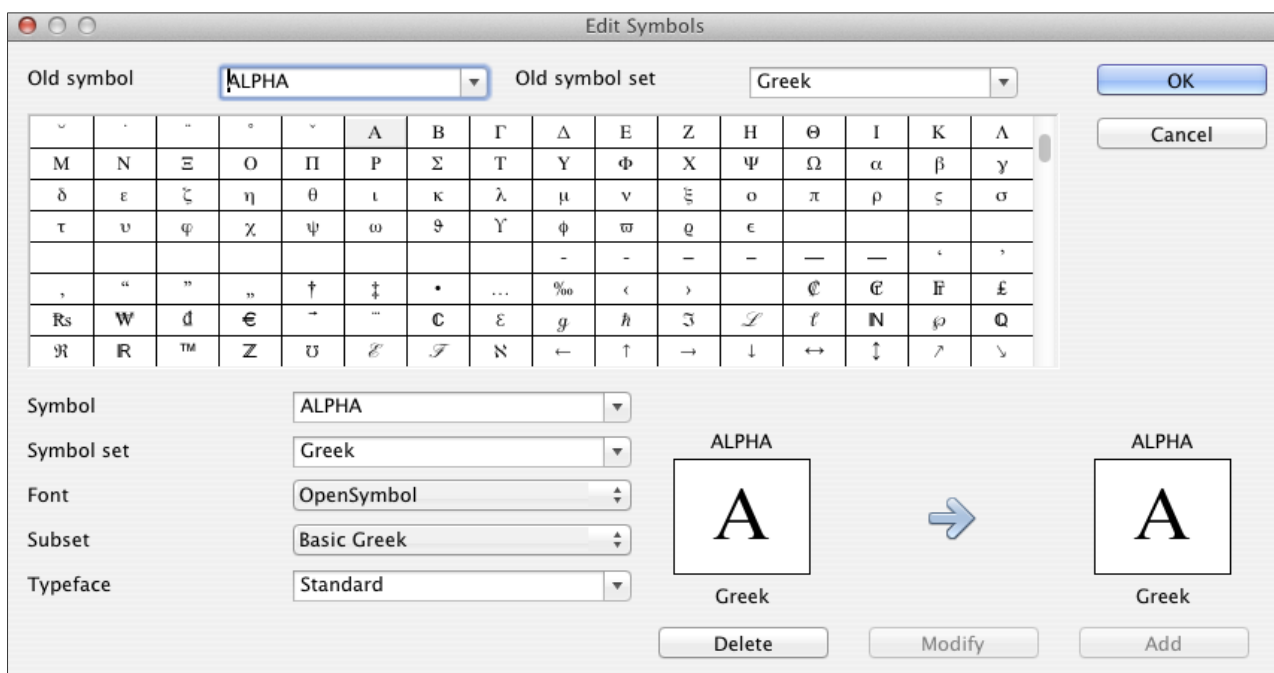 Edit Symbols
Old symbol ALPHA Old symbol set Greek OK
Cancel
˘ ˙ ¨ ˚ ˇ Α Β Γ Δ Ε Ζ Η Θ Ι Κ Λ
Μ Ν Ξ Ο Π Ρ Σ Τ Υ Φ Χ Ψ Ω α β γ
δ ε ζ η θ ι κ λ μ ν ξ ο π ρ ς σ
τ υ φ χ ψ ω ϑ ϒ ϕ ϖ ϱ ϵ
‐ ‑ ‒ – — ― ‘ ’
‚ “ ” „ † ‡ • … ‰ ‹ › ₡ ₢ ₣ ₤
₨ ₩ ₫ € ⃗ ⃛ ℂ ℇ ℊ ℏ ℑ ℒ ℓ ℕ ℘ ℚ
ℜ ℝ ™ ℤ ℧ ℰ ℱ ℵ ← ↑ → ↓ ↔ ↕ ↗ ↘
Symbol ALPHA
Symbol set Greek
Font OpenSymbol
Subset Basic Greek
Typeface Standard
ALPHA ALPHA
Α Α
Greek Greek
Delete Modify Add